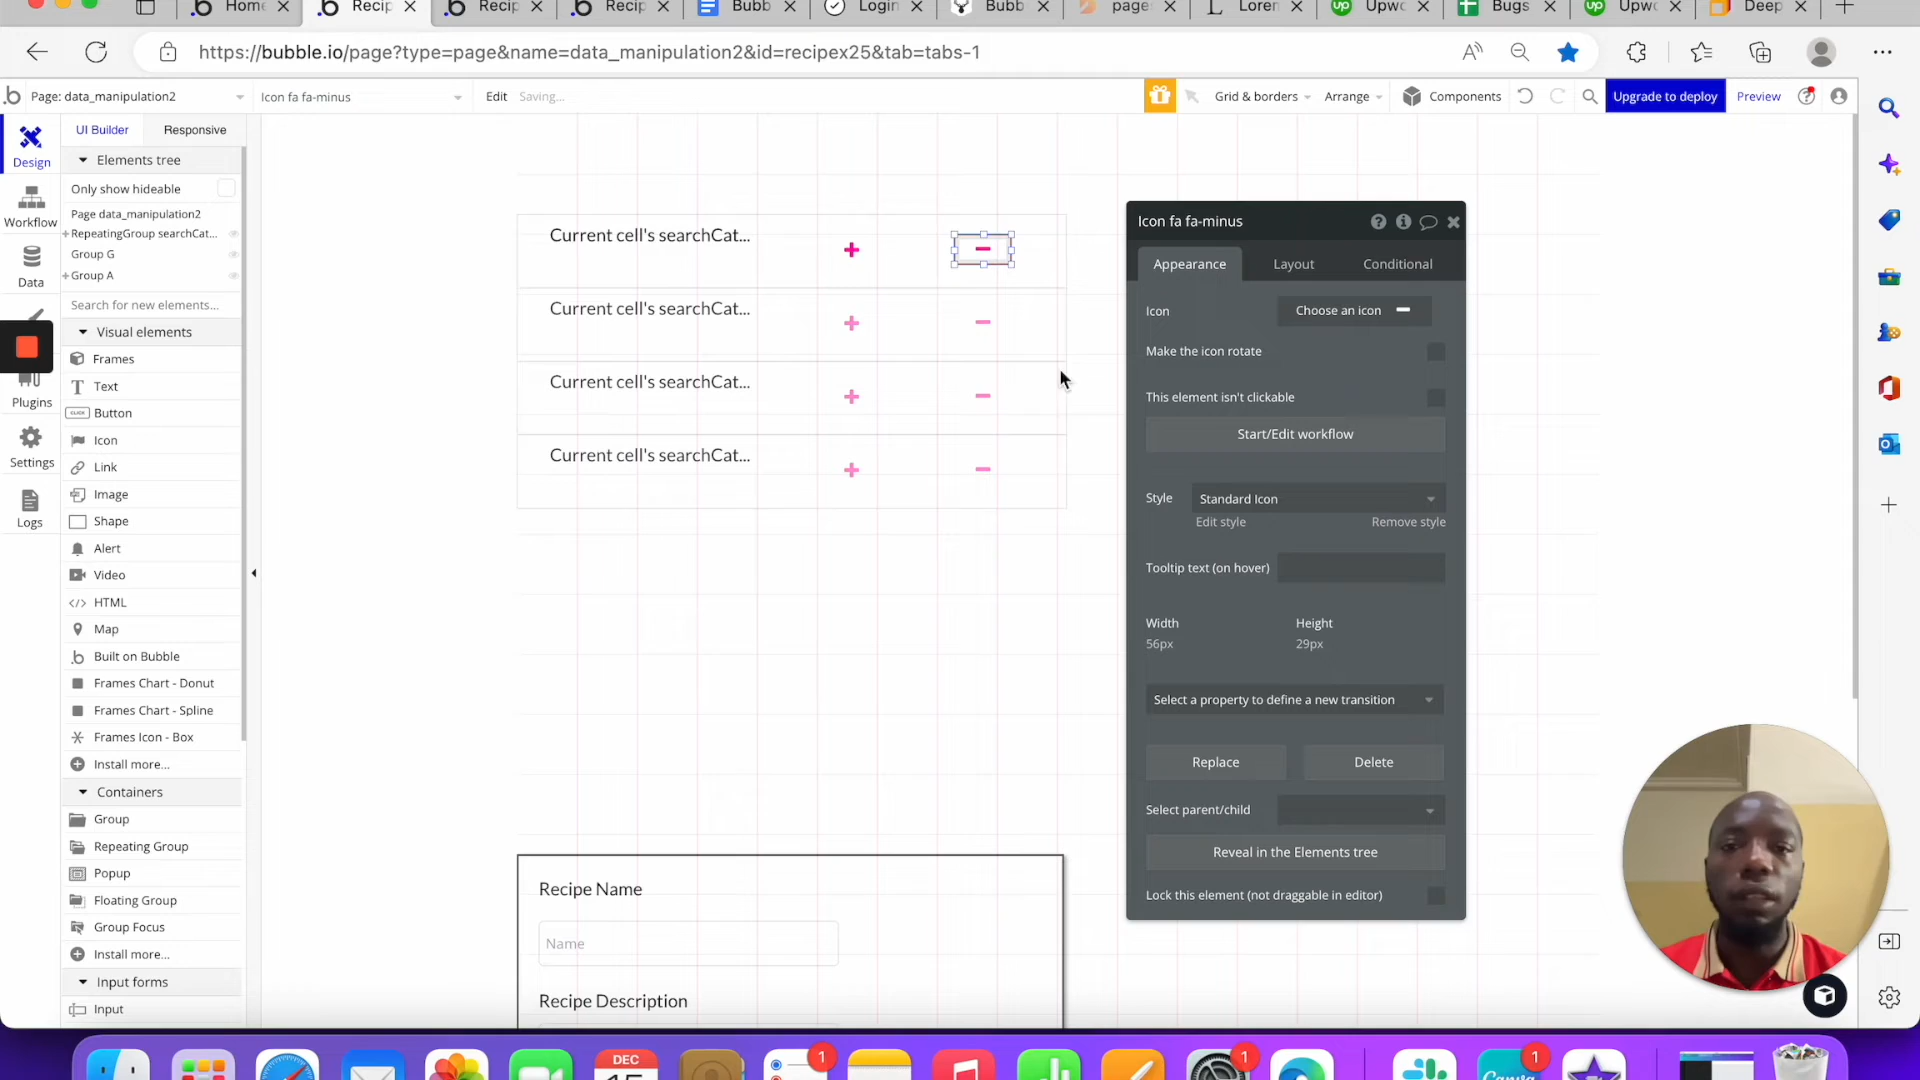 Home
Recip
Recip
Recip
Bubb
Login
Bubb
page
Lorer
Upwo
Bugs
Upwo
Deep
https://bubble.io/page?type=page&name=data_manipulation2&id=recipex25&tab=tabs-1
Page: data_manipulation2
Icon fa fa-minus
Edit
Saving...
Grid & borders
Arrange
Components
Upgrade to deploy
Preview
UI Builder
Responsive
Design
Workflow
Data
Plugins
Settings
Logs
Elements tree
Only show hideable
Page data_manipulation2
RepeatingGroup searchCat...
Group G
Group A
Search for new elements...
Visual elements
Frames
Text
CLICK Button
Icon
Link
Image
Shape
Alert
Video
HTML
Map
Built on Bubble
Frames Chart - Donut
Frames Chart - Spline
Frames Icon - Box
Install more...
Containers
Group
Repeating Group
Popup
Floating Group
Group Focus
Install more...
Input forms
Input
Current cell's searchCat...
Current cell's searchCat...
Current cell's searchCat...
Current cell's searchCat...
Recipe Name
Name
Recipe Description
Icon fa fa-minus
Appearance
Layout
Conditional
Icon
Choose an icon
Make the icon rotate
This element isn't clickable
Start/Edit workflow
Style
Standard Icon
Edit style
Remove style
Tooltip text (on hover)
Width
Height
56px
29px
Select a property to define a new transition
Replace
Delete
Select parent/child
Reveal in the Elements tree
Lock this element (not draggable in editor)
DEC
1
1
1